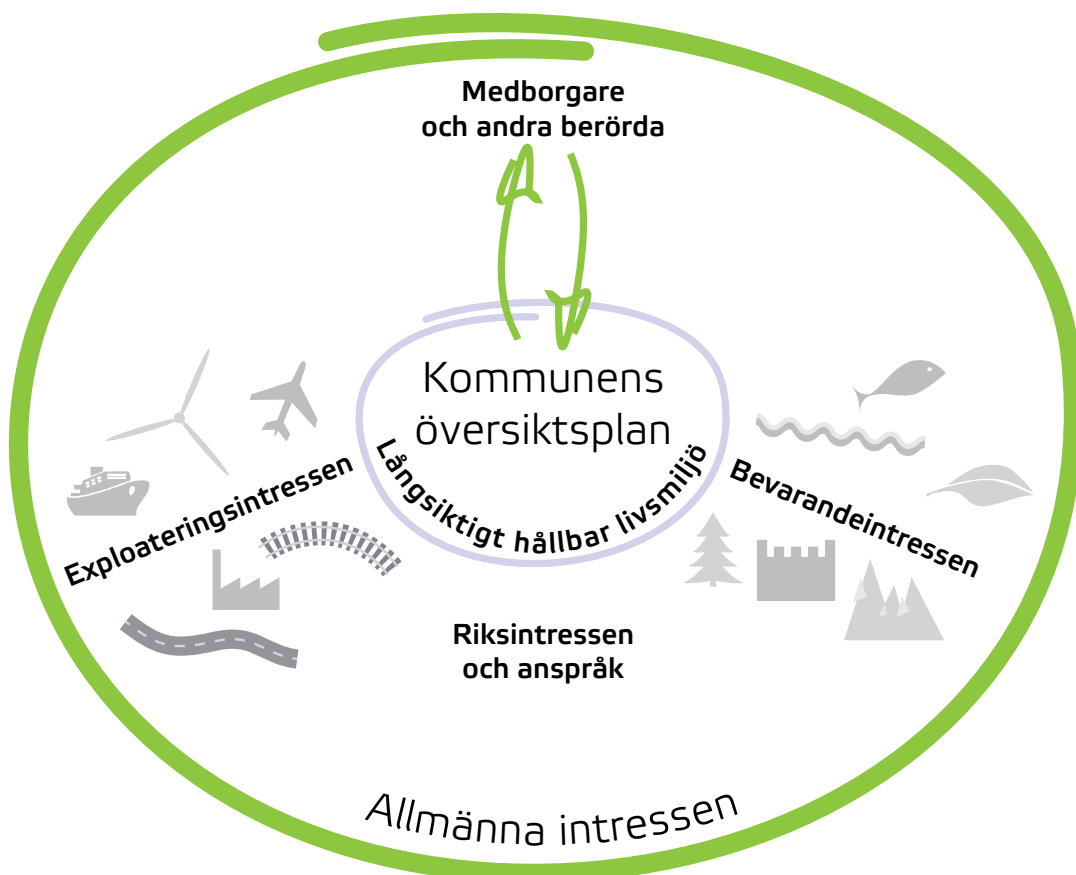 Medborgare
och andra berörda
Kommunens
översiktsplan
Långsiktigt hållbar livsmiljö
Exploateringsintressen
Bevarandeintressen
Riksintressen
och anspråk
Allmänna intressen